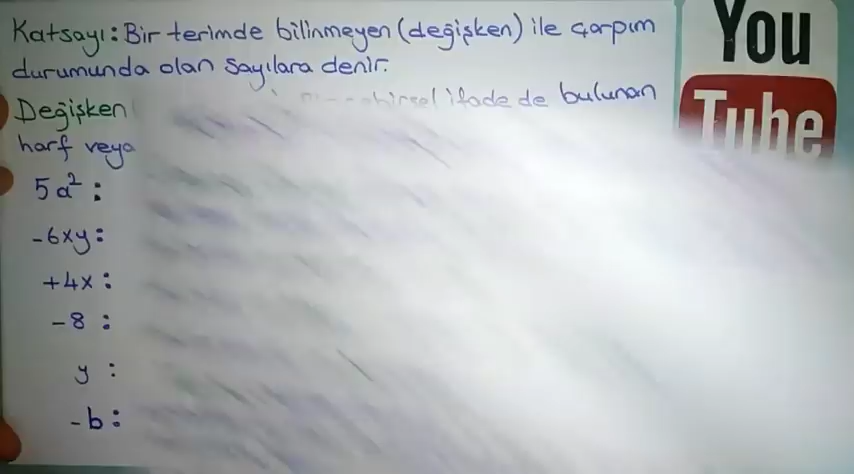 Katsayı: Bir terimde bilinmeyen (değişken) ile çarpım
durumunda olan sayılara denir.
Değişken ifade de bulunan
harf veya
5a² :
-6xy :
+4x :
-8 :
y :
-b :
You
Tube